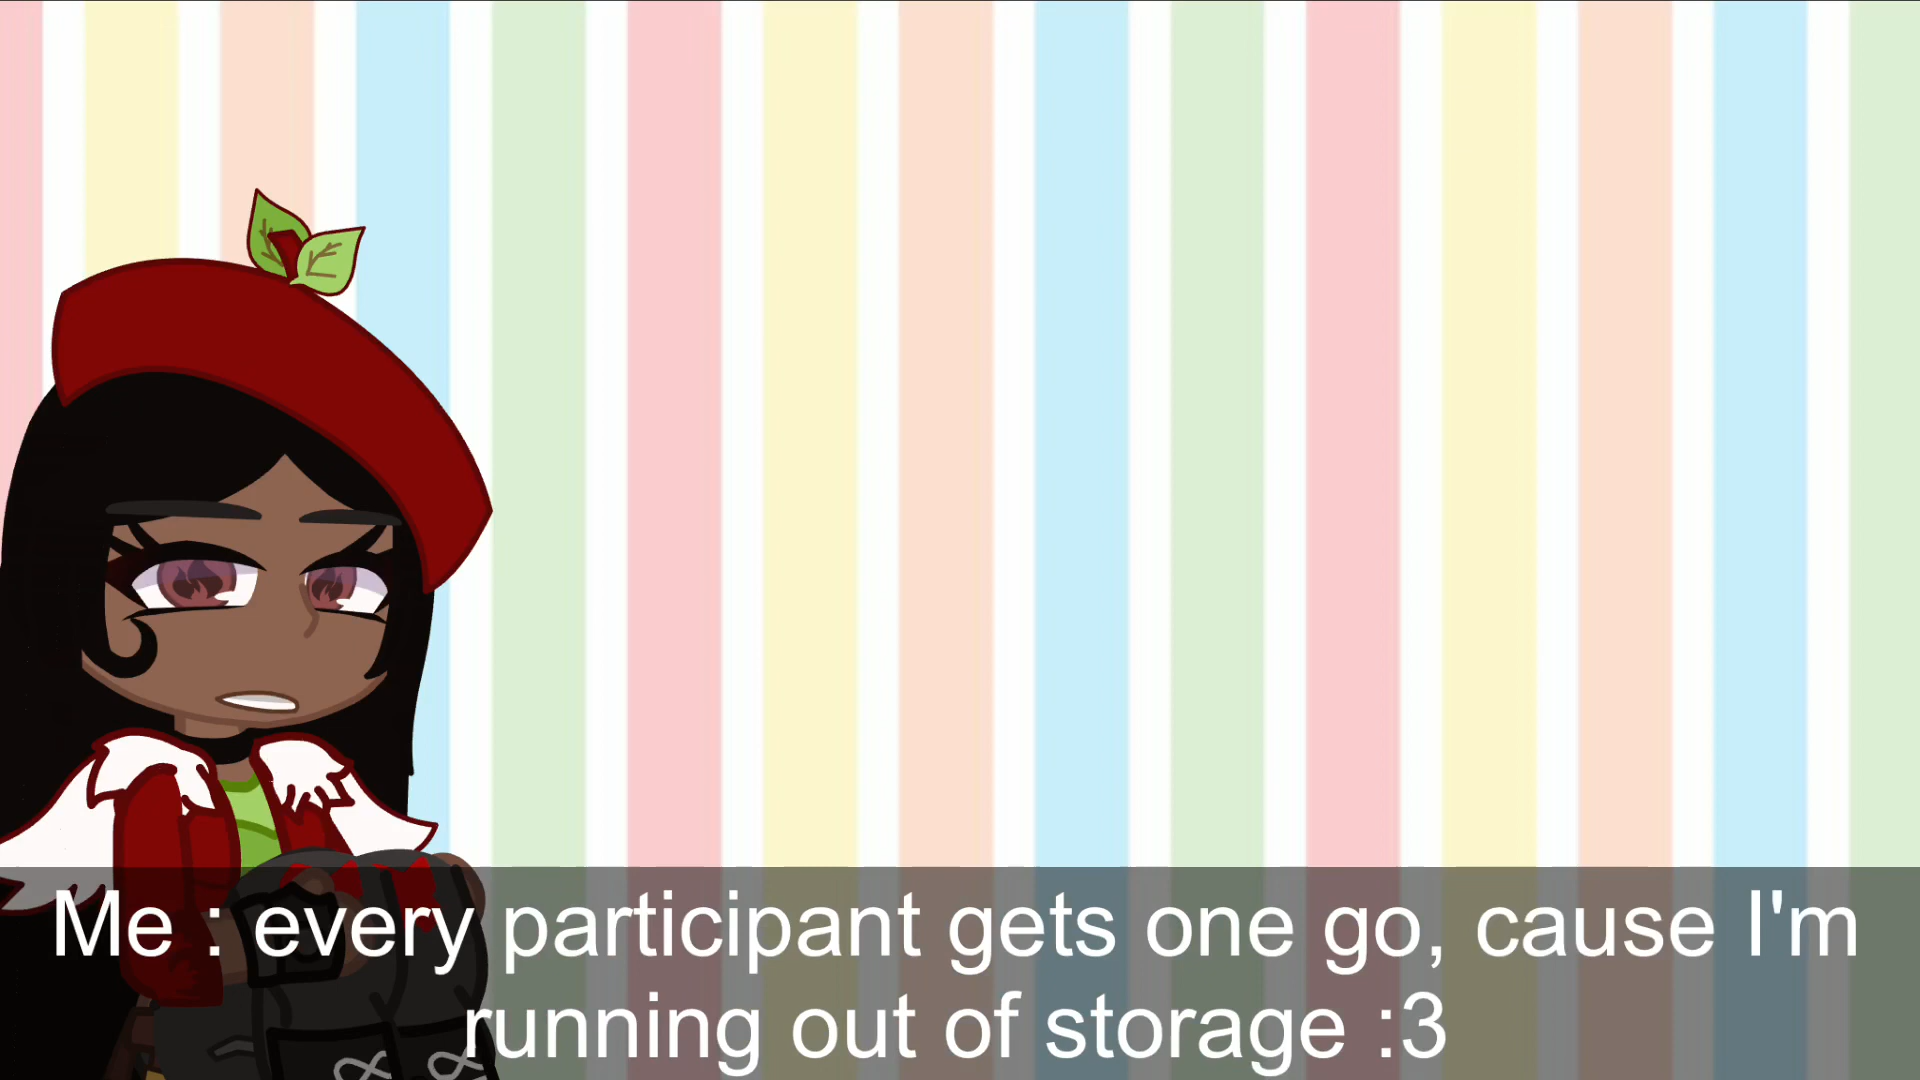 Me : every participant gets one go, cause I'm
running out of storage :3